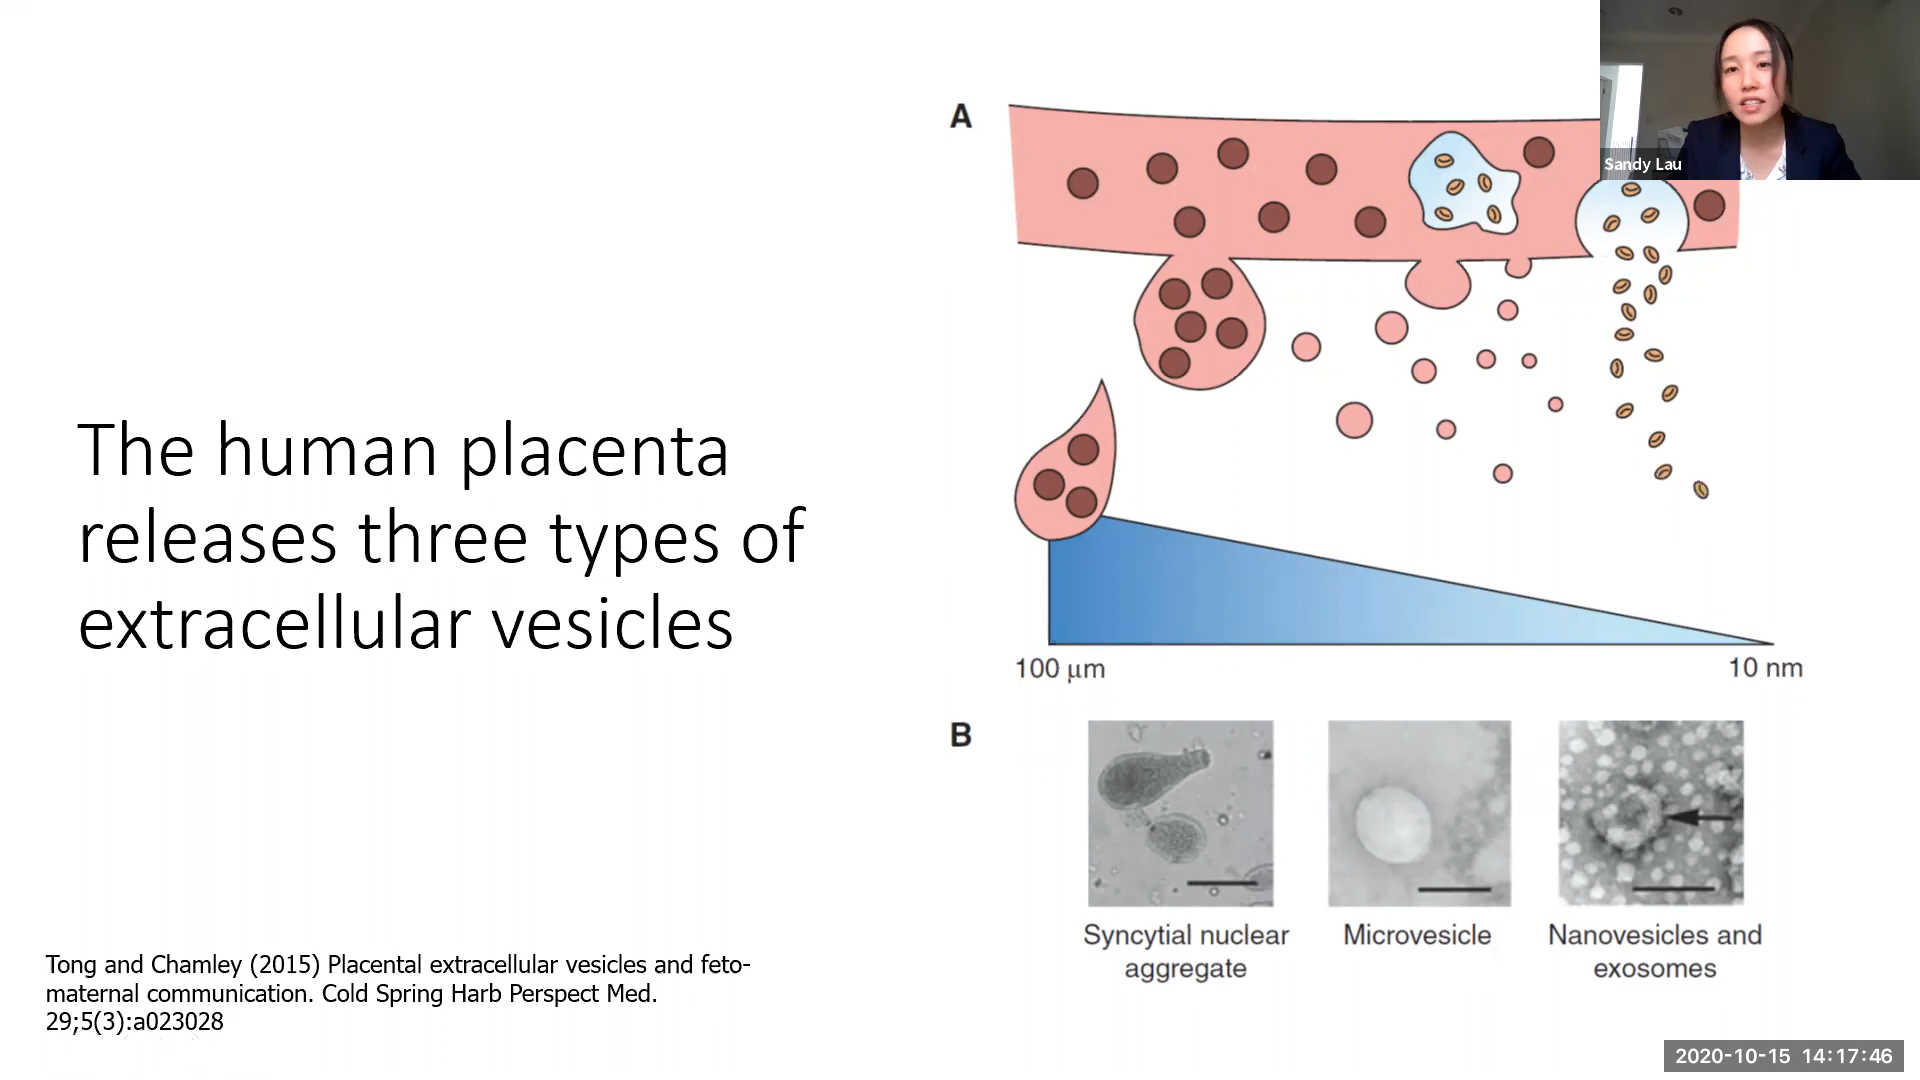 The human placenta
releases three types of
extracellular vesicles
Tong and Chamley (2015) Placental extracellular vesicles and feto-
maternal communication. Cold Spring Harb Perspect Med.
29;5(3):a023028
A
100 μm
10 nm
B
Syncytial nuclear
aggregate
Microvesicle
Nanovesicles and
exosomes
Sandy Lau
2020-10-15 14:17:46